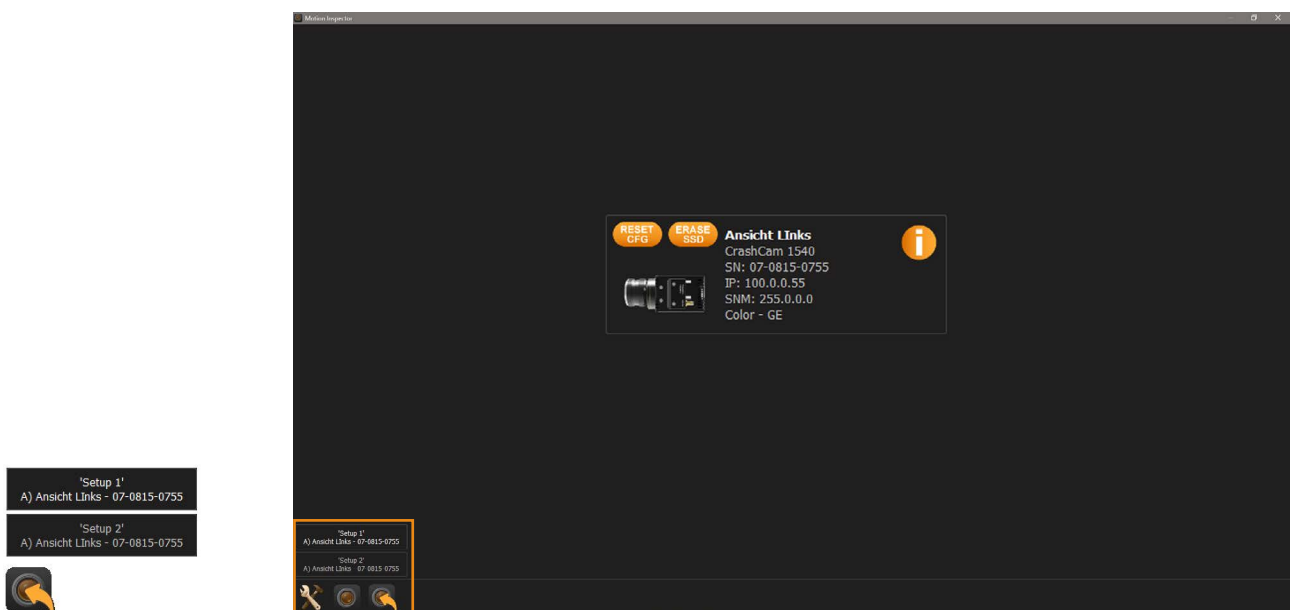 Motion Inspector
RESET
CFG
ERASE
SSD
Ansicht LInks
CrashCam 1540
SN: 07-0815-0755
IP: 100.0.0.55
SNM: 255.0.0.0
Color - GE
'Setup 1'
A) Ansicht LInks - 07-0815-0755
'Setup 2'
A) Ansicht LInks - 07-0815-0755
'Setup 1'
A) Ansicht LInks - 07-0815-0755
'Setup 2'
A) Ansicht LInks 07-0815-0755